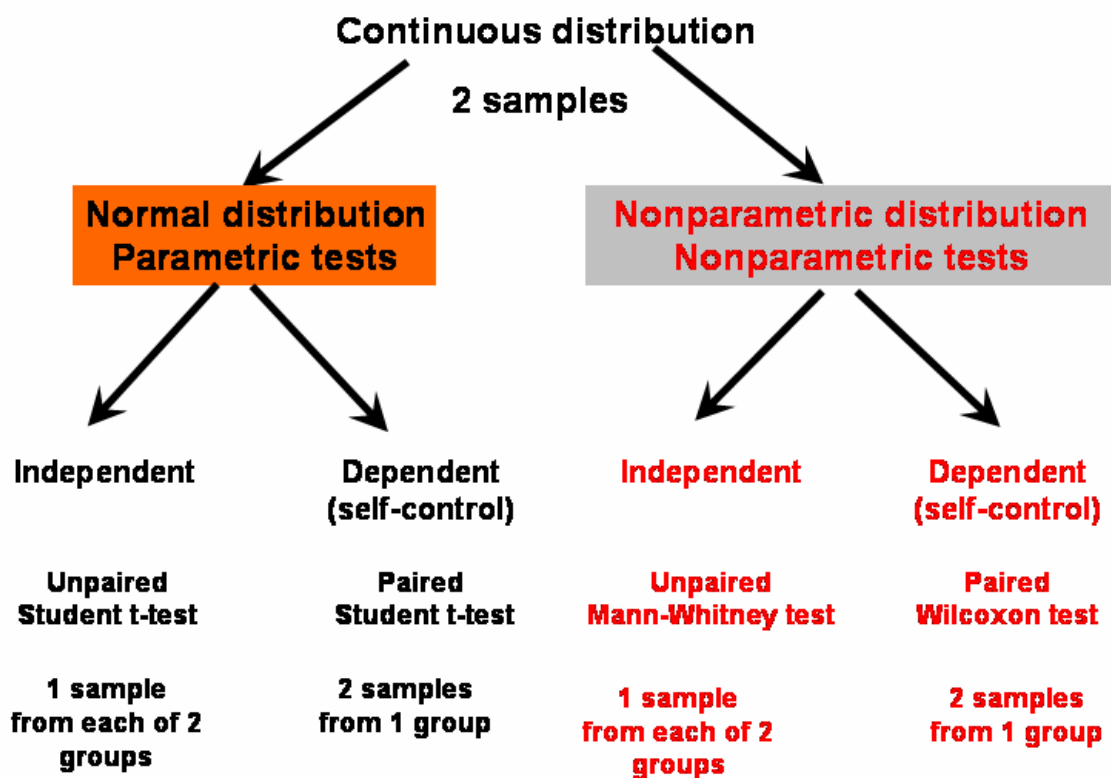 Continuous distribution
2 samples
Normal distribution
Parametric tests
Nonparametric distribution
Nonparametric tests
Independent
Dependent
(self-control)
Independent
Dependent
(self-control)
Unpaired
Student t-test
Paired
Student t-test
Unpaired
Mann-Whitney test
Paired
Wilcoxon test
1 sample
from each of 2
groups
2 samples
from 1 group
1 sample
from each of 2
groups
2 samples
from 1 group